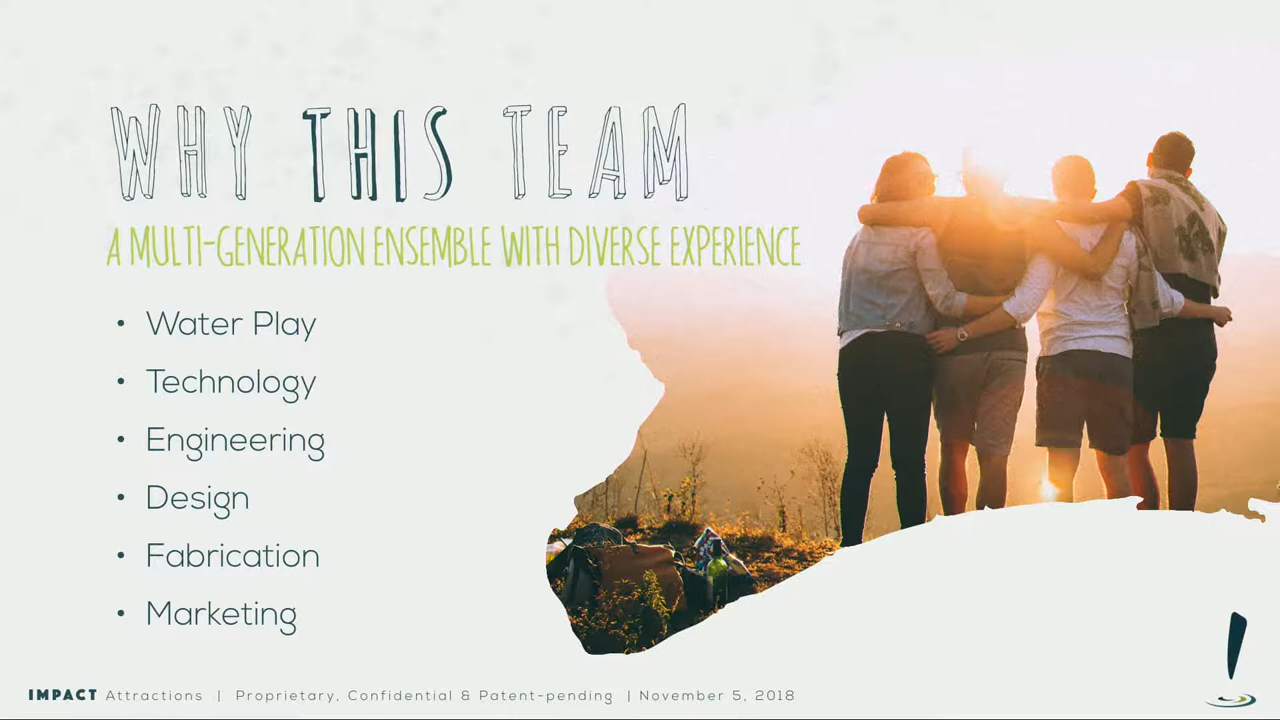 WHY THIS TEAM
A MULTI-GENERATION ENSEMBLE WITH DIVERSE EXPERIENCE
• Water Play
• Technology
• Engineering
• Design
• Fabrication
• Marketing
IMPACT Attractions | Proprietary, Confidential & Patent-pending | November 5, 2018